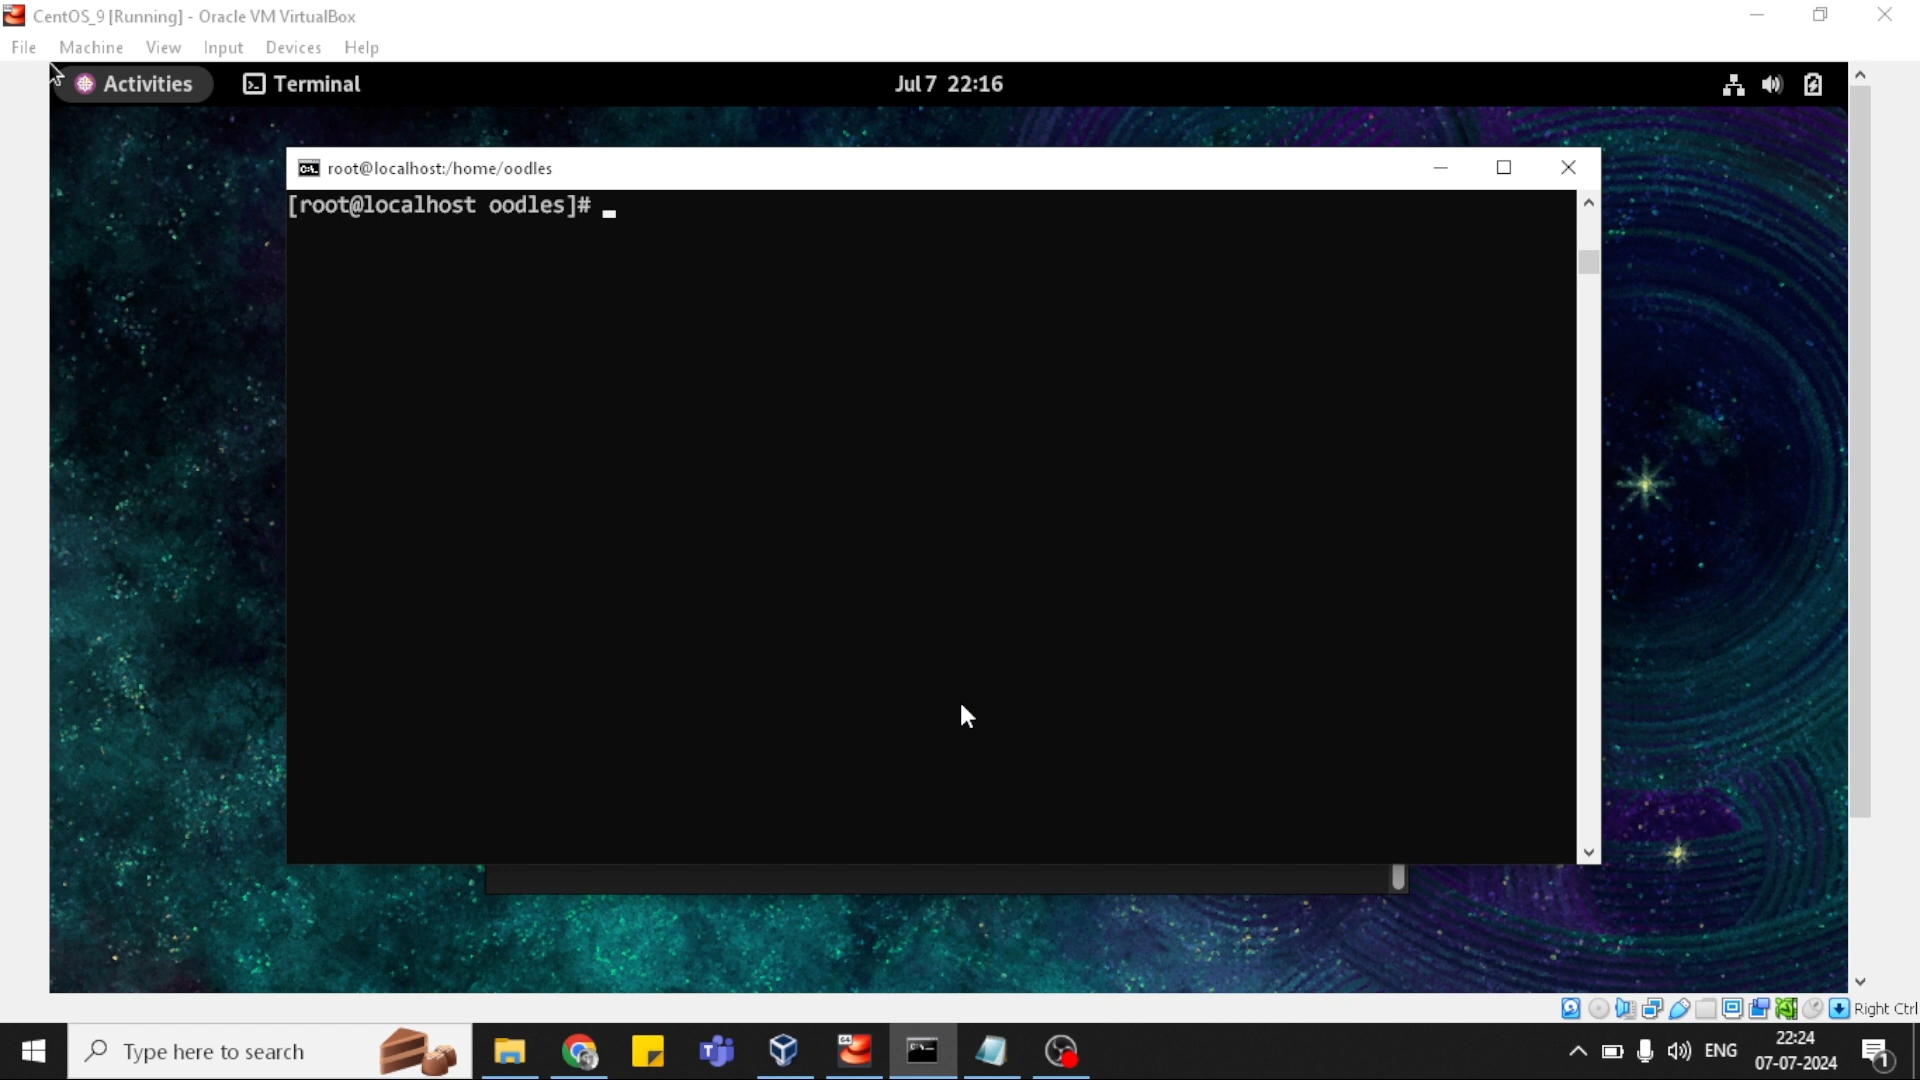 CentOS_9 [Running] - Oracle VM VirtualBox
File Machine View Input Devices Help
Activities Terminal Jul 7 22:16
root@localhost:/home/oodles
[root@localhost oodles]#
Right Ctrl
Type here to search
ENG
22:24
07-07-2024
1